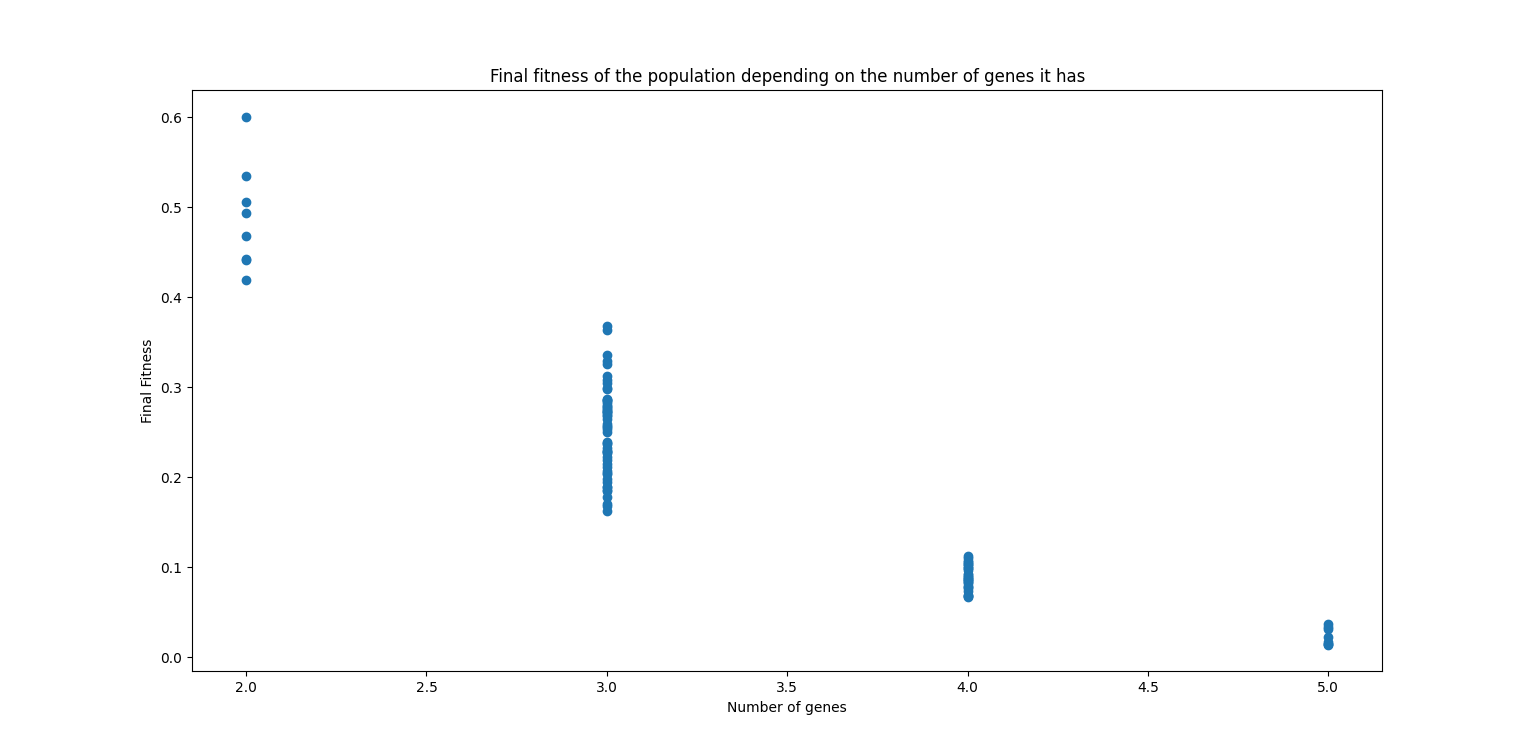 Final fitness of the population depending on the number of genes it has
0.6
0.5
0.4
0.3
0.2
0.1
0.0
Final Fitness
2.0 2.5 3.0 3.5 4.0 4.5 5.0
Number of genes